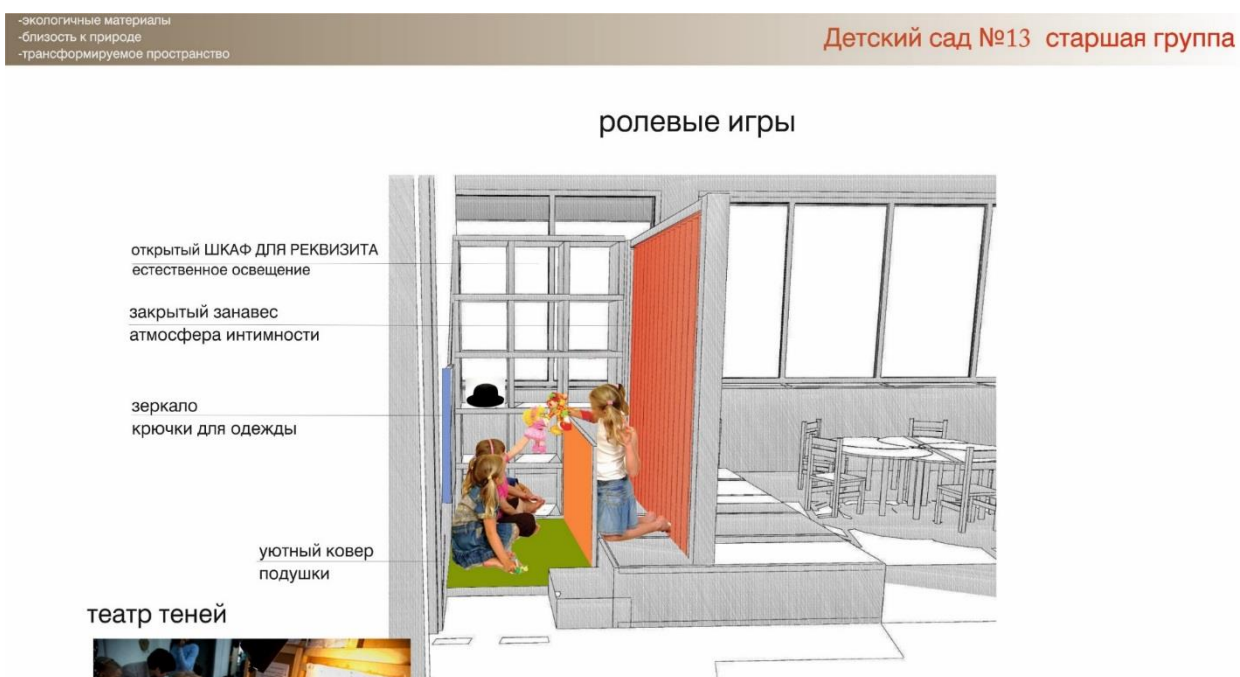 -экологичные материалы
-близость к природе
-трансформируемое пространство
Детский сад №13 старшая группа
ролевые игры
открытый ШКАФ ДЛЯ РЕКВИЗИТА
естественное освещение
закрытый занавес
атмосфера интимности
зеркало
крючки для одежды
уютный ковер
подушки
театр теней